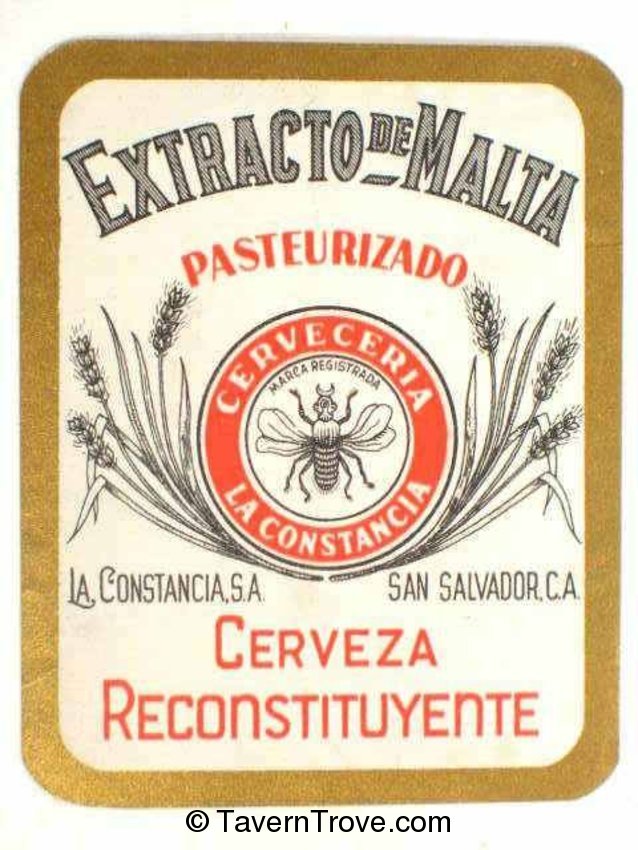 EXTRACTO DE MALTA
PASTEURIZADO
CERVECERIA
MARCA REGISTRADA
LA CONSTANCIA
LA CONSTANCIA, S.A.
SAN SALVADOR, C.A.
CERVEZA
RECONSTITUYENTE
© TavernTrove.com